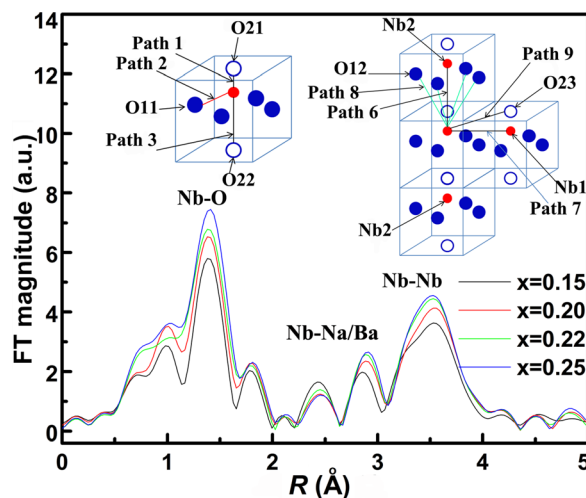 FT magnitude (a.u.)
14
12
10
8
6
4
2
0
0
1
2
3
4
5
R (Å)
O21
Path 1
Path 2
O11
Path 3
O22
Nb-O
Nb2
O12
Path 8
Path 6
Path 9
O23
Nb1
Path 7
Nb2
Nb-Nb
Nb-Na/Ba
x=0.15
x=0.20
x=0.22
x=0.25